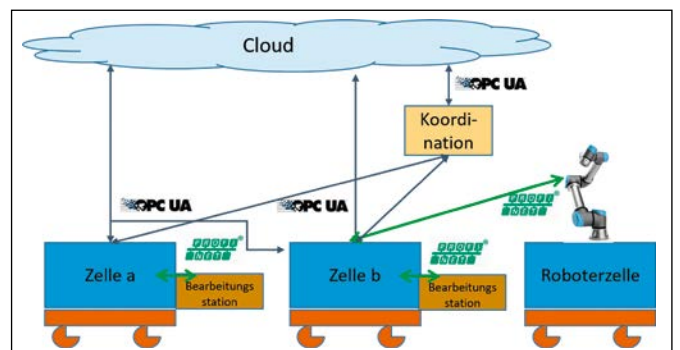 Cloud
OPC UA
Koordi-
nation
OPC UA
OPC UA
PROFI
NET
PROFI
NET
PROFI
NET
Zelle a
Bearbeitungs
station
Zelle b
Bearbeitungs
station
Roboterzelle